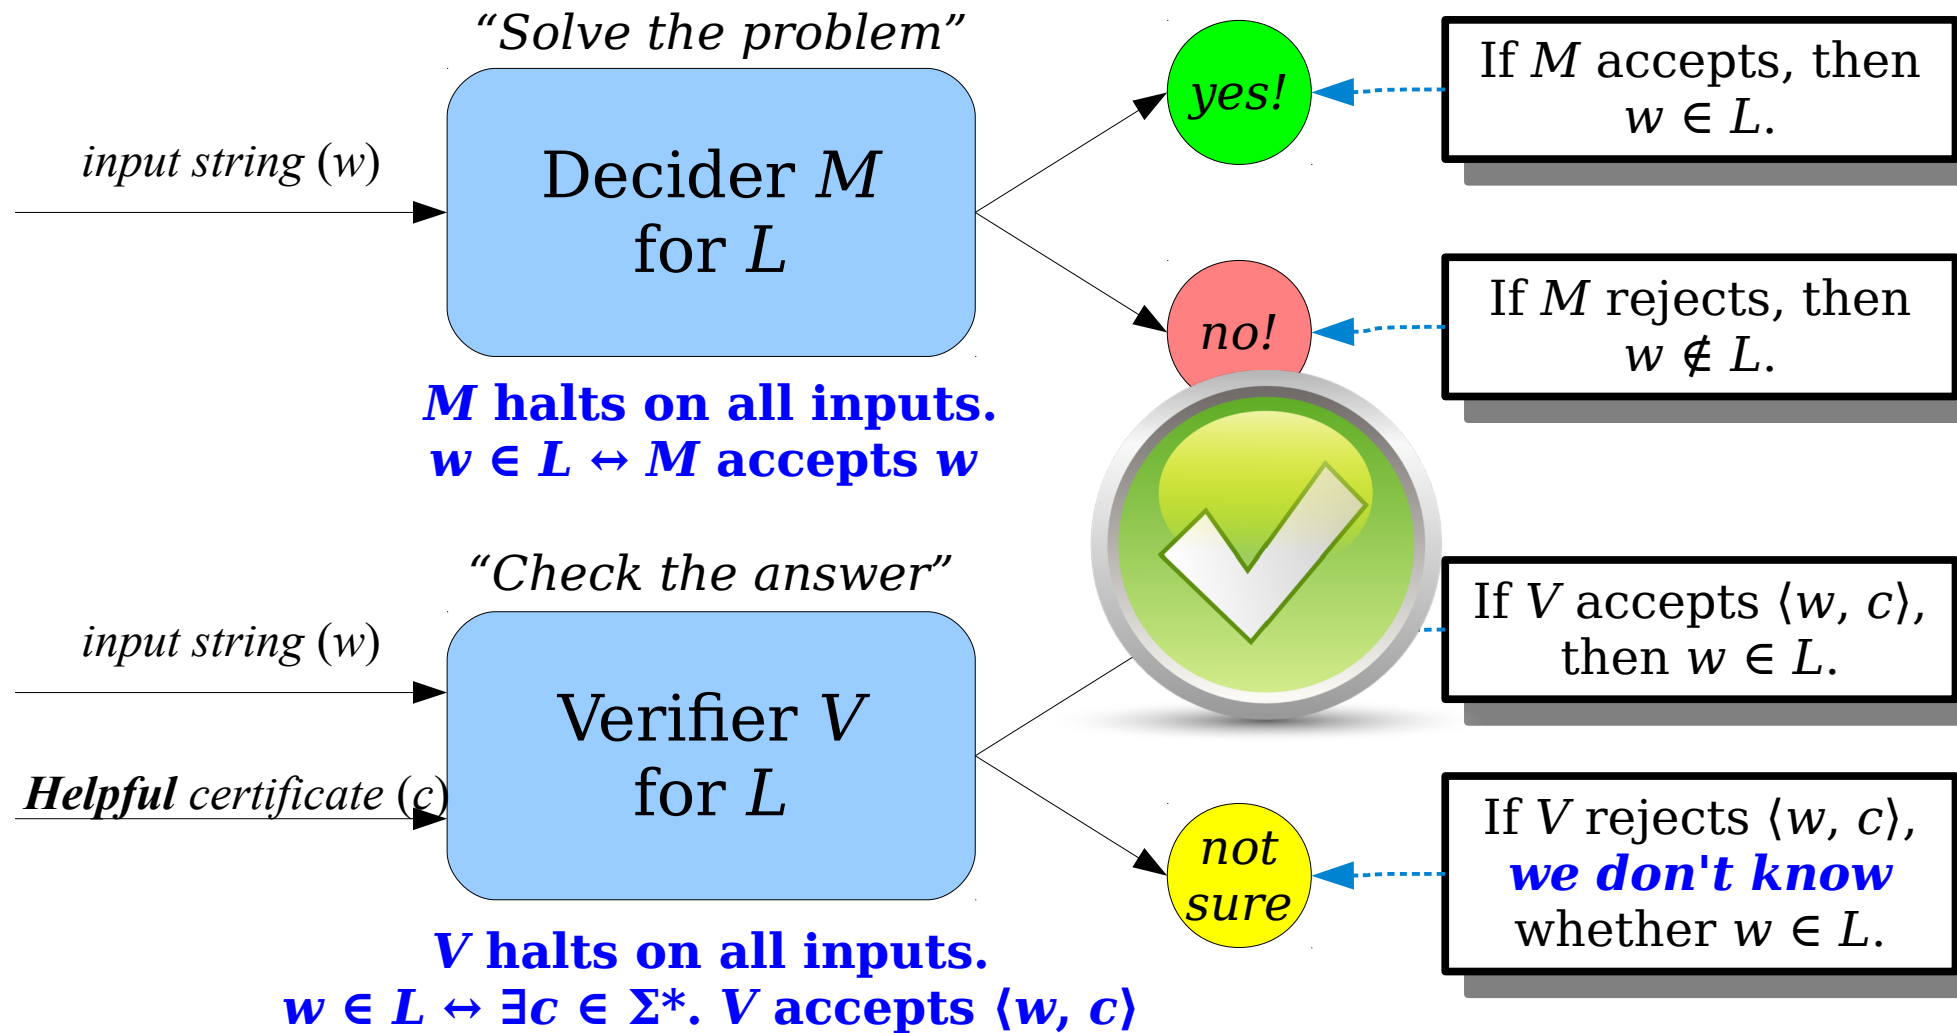 “Solve the problem”
input string (w)
Decider M
for L
yes!
If M accepts, then
w ∈ L.
no!
If M rejects, then
w ∉ L.
M halts on all inputs.
w ∈ L ↔ M accepts w
“Check the answer”
input string (w)
Helpful certificate (c)
Verifier V
for L
If V accepts ⟨w, c⟩,
then w ∈ L.
not
sure
If V rejects ⟨w, c⟩,
we don't know
whether w ∈ L.
V halts on all inputs.
w ∈ L ↔ ∃c ∈ Σ*. V accepts ⟨w, c⟩